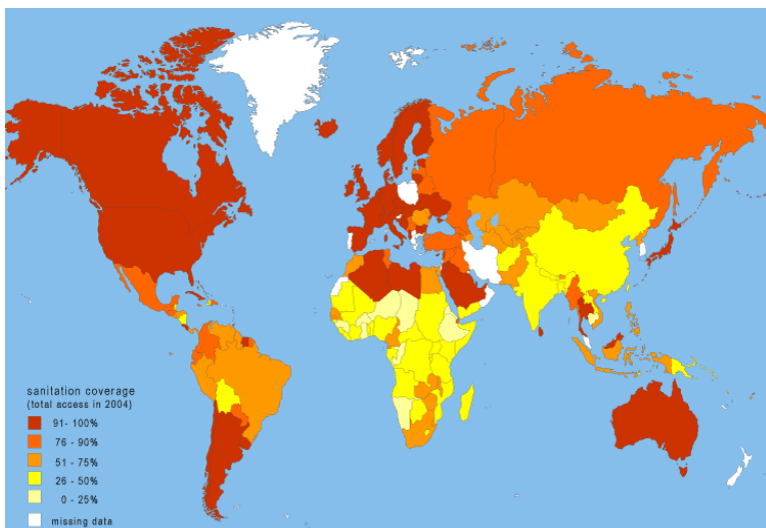 sanitation coverage
(total access in 2004)
91- 100%
76 - 90%
51 - 75%
26 - 50%
0 - 25%
missing data